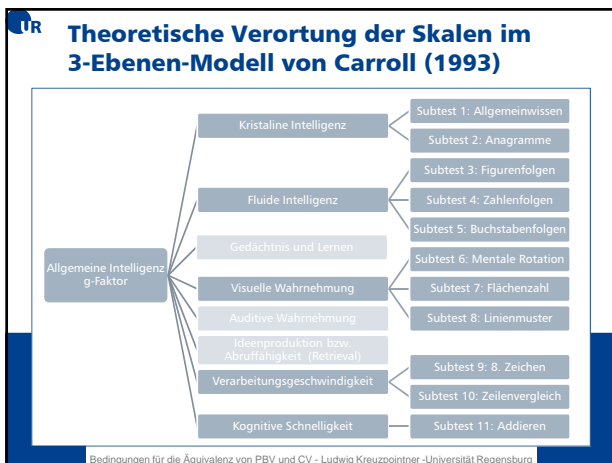 UR
Theoretische Verortung der Skalen im
3-Ebenen-Modell von Carroll (1993)
Allgemeine Intelligenz
g-Faktor
Kristaline Intelligenz
Subtest 1: Allgemeinwissen
Subtest 2: Anagramme
Fluide Intelligenz
Subtest 3: Figurenfolgen
Subtest 4: Zahlenfolgen
Subtest 5: Buchstabenfolgen
Gedächtnis und Lernen
Visuelle Wahrnehmung
Subtest 6: Mentale Rotation
Subtest 7: Flächenzahl
Subtest 8: Linienmuster
Auditive Wahrnehmung
Ideenproduktion bzw.
Abruffähigkeit (Retrieval)
Verarbeitungsgeschwindigkeit
Subtest 9: 8. Zeichen
Subtest 10: Zeilenvergleich
Kognitive Schnelligkeit
Subtest 11: Addieren
Bedingungen für die Äquivalenz von PBV und CV - Ludwig Kreuzpointner -Universität Regensburg